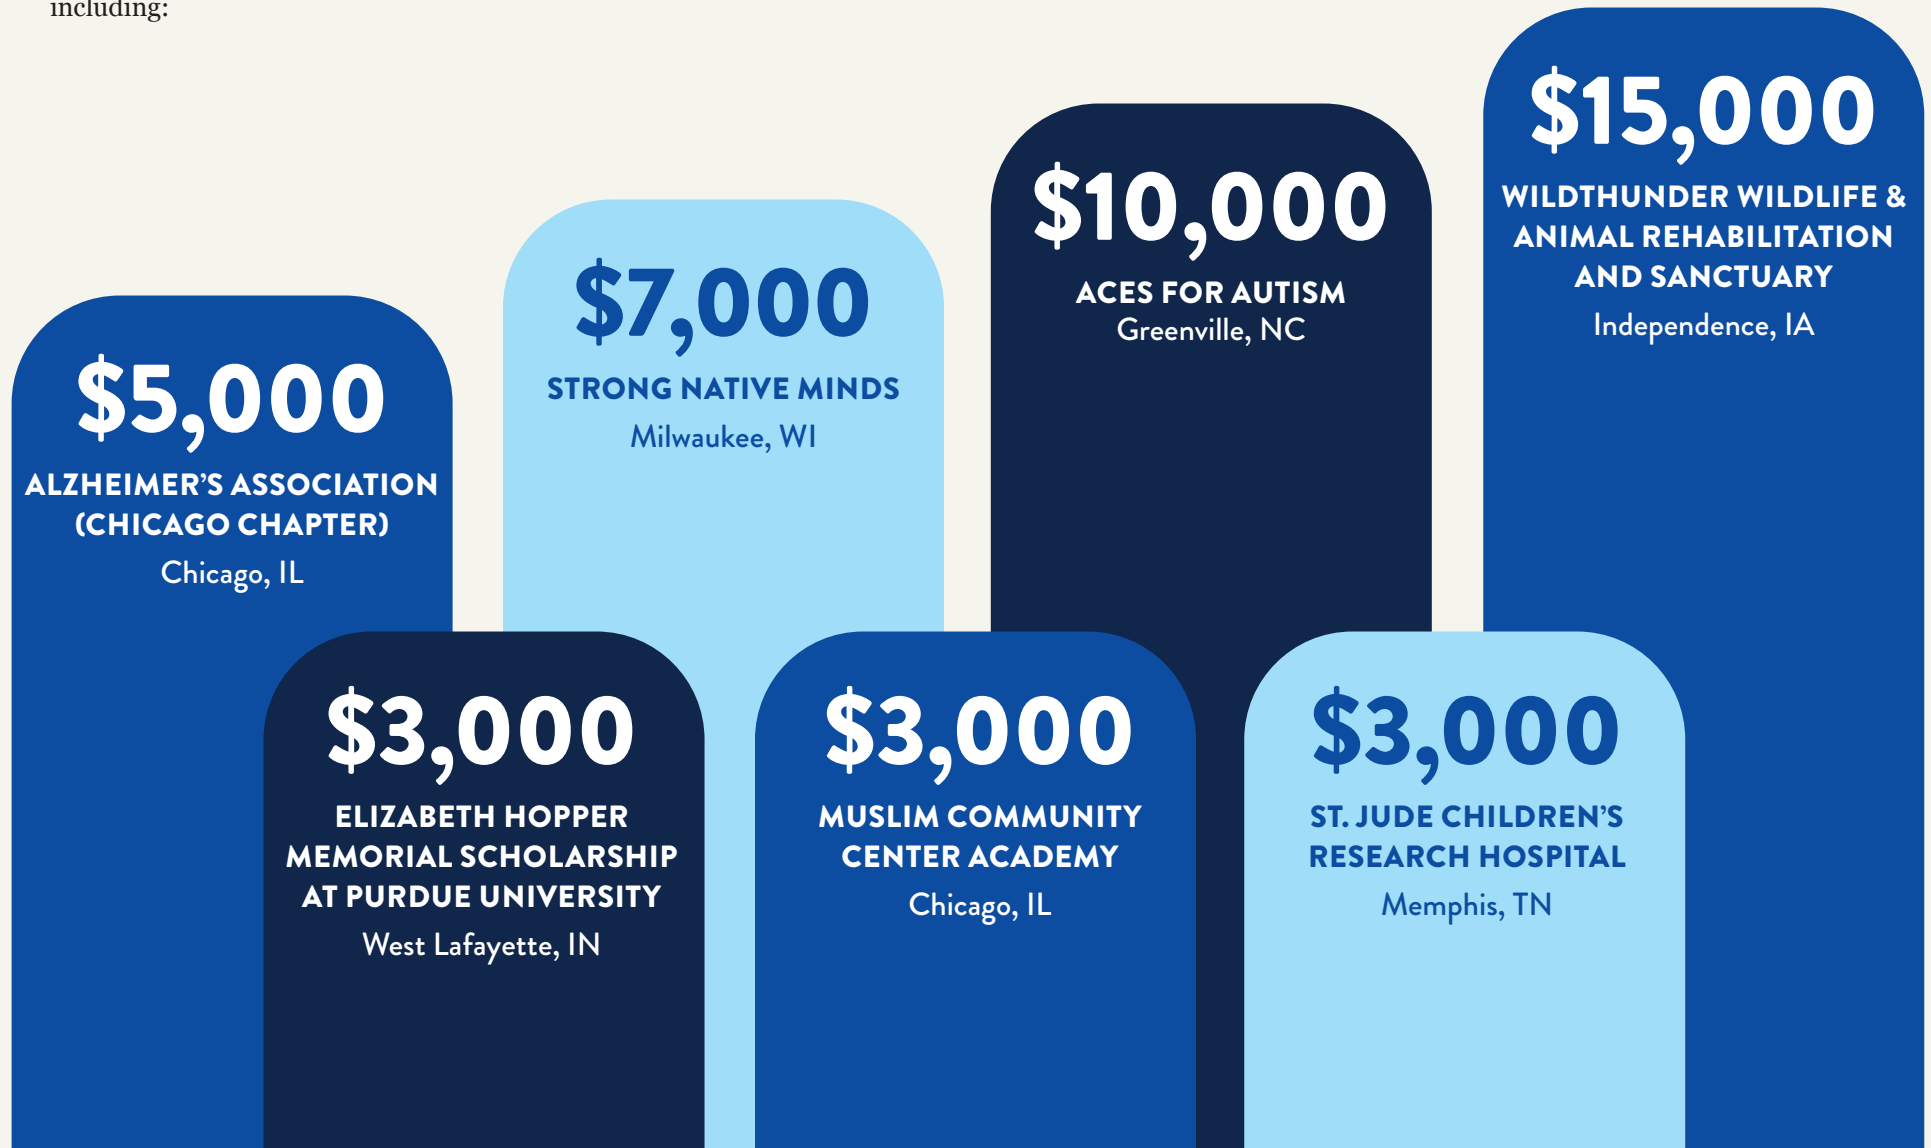 including:
$5,000
ALZHEIMER’S ASSOCIATION
(CHICAGO CHAPTER)
Chicago, IL
$7,000
STRONG NATIVE MINDS
Milwaukee, WI
$10,000
ACES FOR AUTISM
Greenville, NC
$15,000
WILDTHUNDER WILDLIFE &
ANIMAL REHABILITATION
AND SANCTUARY
Independence, IA
$3,000
ELIZABETH HOPPER
MEMORIAL SCHOLARSHIP
AT PURDUE UNIVERSITY
West Lafayette, IN
$3,000
MUSLIM COMMUNITY
CENTER ACADEMY
Chicago, IL
$3,000
ST. JUDE CHILDREN’S
RESEARCH HOSPITAL
Memphis, TN